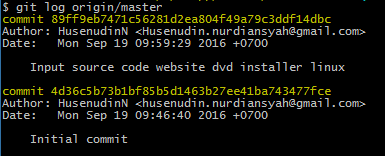 $ git log origin/master
commit 89ff9eb7471c56281d2ea804f49a79c3ddf14dbc
Author: HusenudinN <husenudin.nurdiansyah@gmail.com>
Date:   Mon Sep 19 09:59:29 2016 +0700
    Input source code website dvd installer linux
commit 4d36c5b73b1bf85b5d1463b27ee41ba743477fce
Author: HusenudinN <husenudin.nurdiansyah@gmail.com>
Date:   Mon Sep 19 09:46:40 2016 +0700
    Initial commit